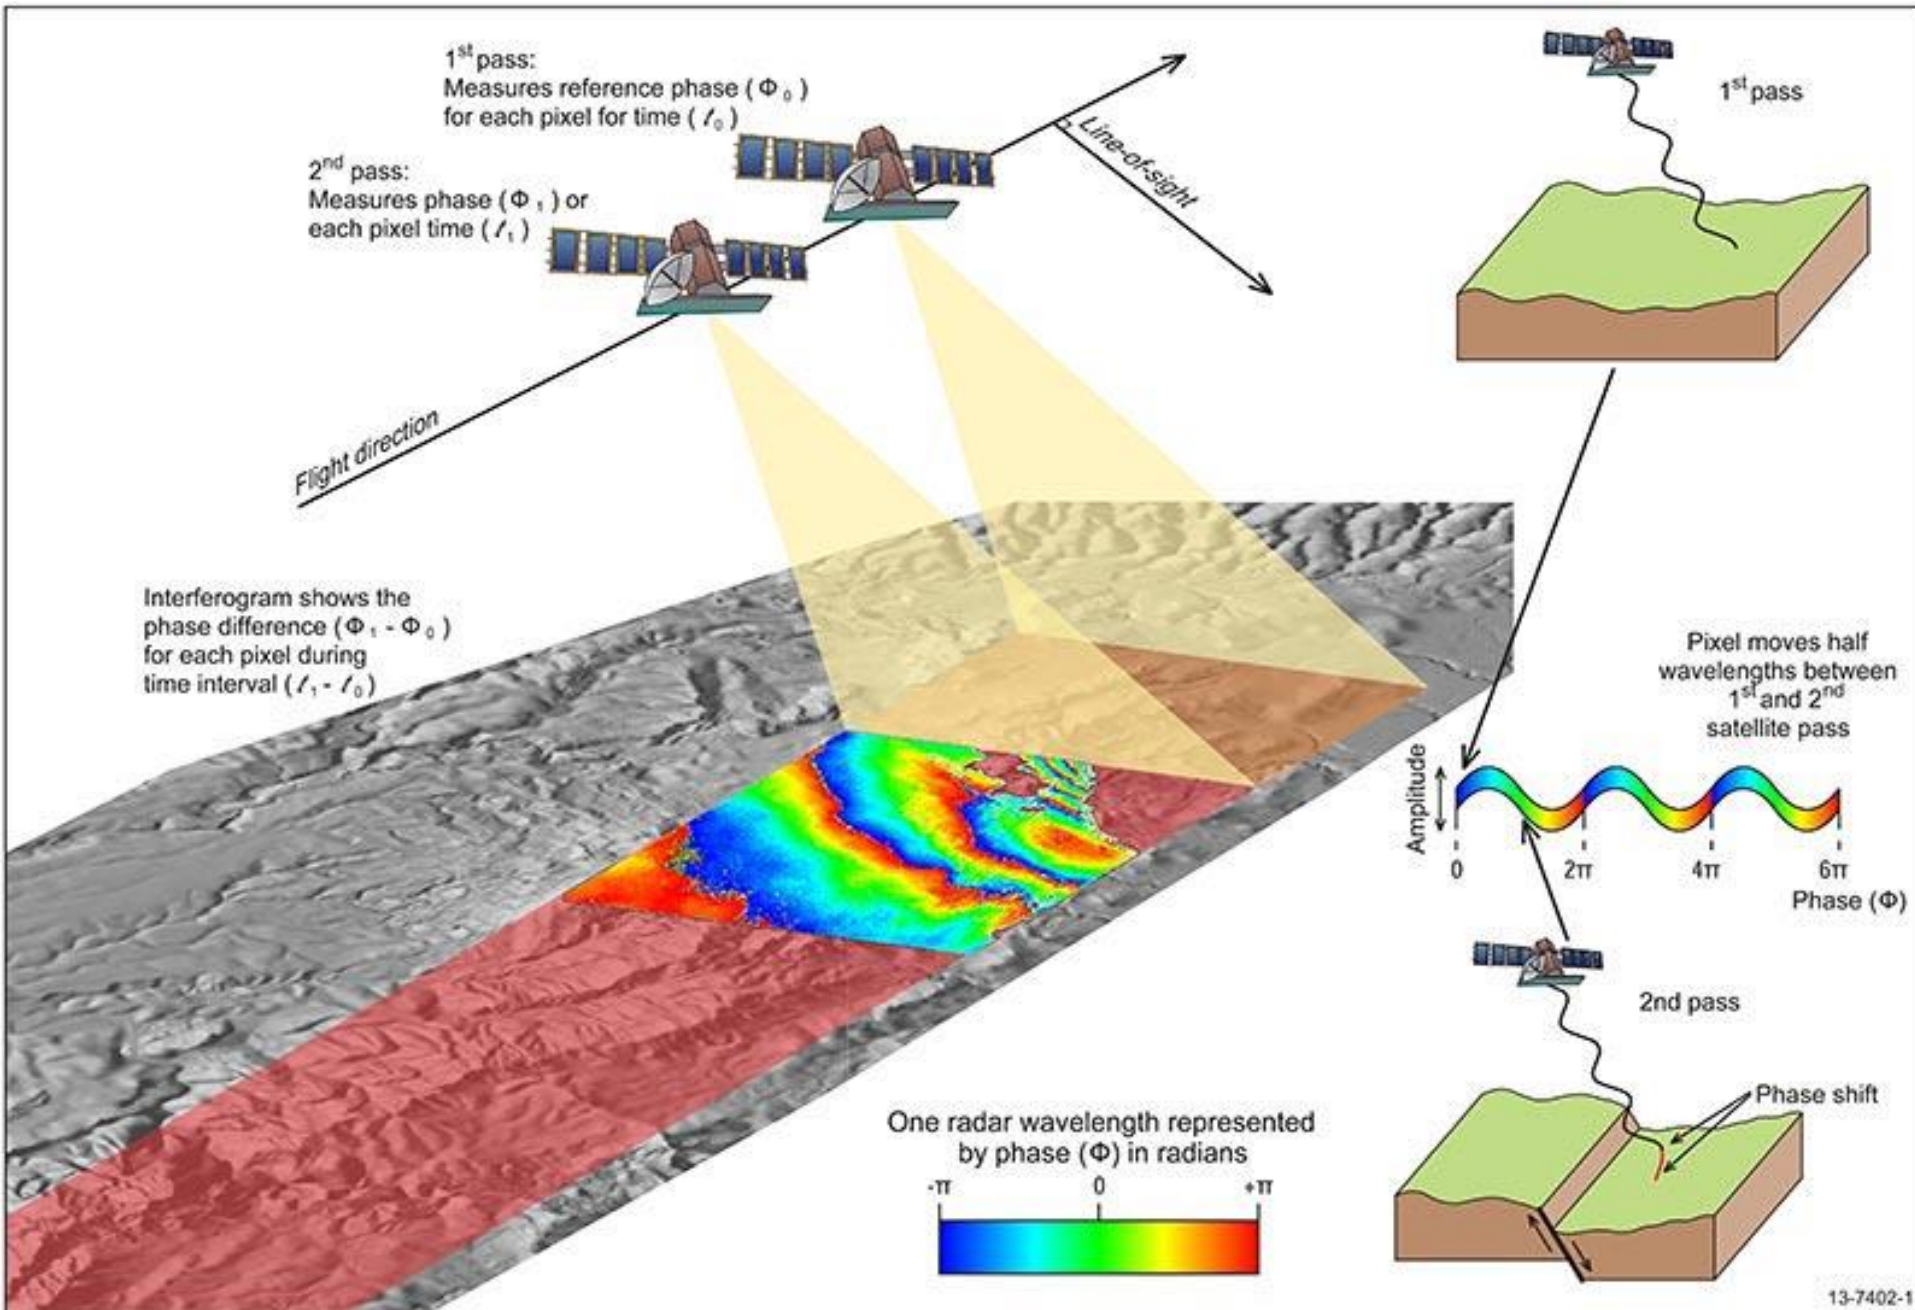 1st pass:
Measures reference phase (Φ0)
for each pixel for time (t0)
2nd pass:
Measures phase (Φ1) or
each pixel time (t1)
Line-of-sight
Flight direction
1st pass
Interferogram shows the
phase difference (Φ1 - Φ0)
for each pixel during
time interval (t1 - t0)
Pixel moves half
wavelengths between
1st and 2nd
satellite pass
Amplitude
0 2π 4π 6π
Phase (Φ)
2nd pass
Phase shift
One radar wavelength represented
by phase (Φ) in radians
-π 0 +π
13-7402-1